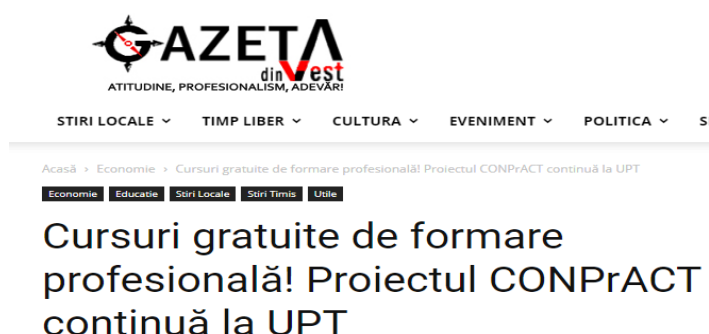 GAZETA
din Vest
ATITUDINE, PROFESIONALISM, ADEVĂR!
STIRI LOCALE TIMP LIBER CULTURA EVENIMENT POLITICA
Acasă › Economie › Cursuri gratuite de formare profesională! Proiectul CONPrACT continuă la UPT
Economie Educatie Stiri Locale Stiri Timis Utile
Cursuri gratuite de formare
profesională! Proiectul CONPrACT
continuă la UPT